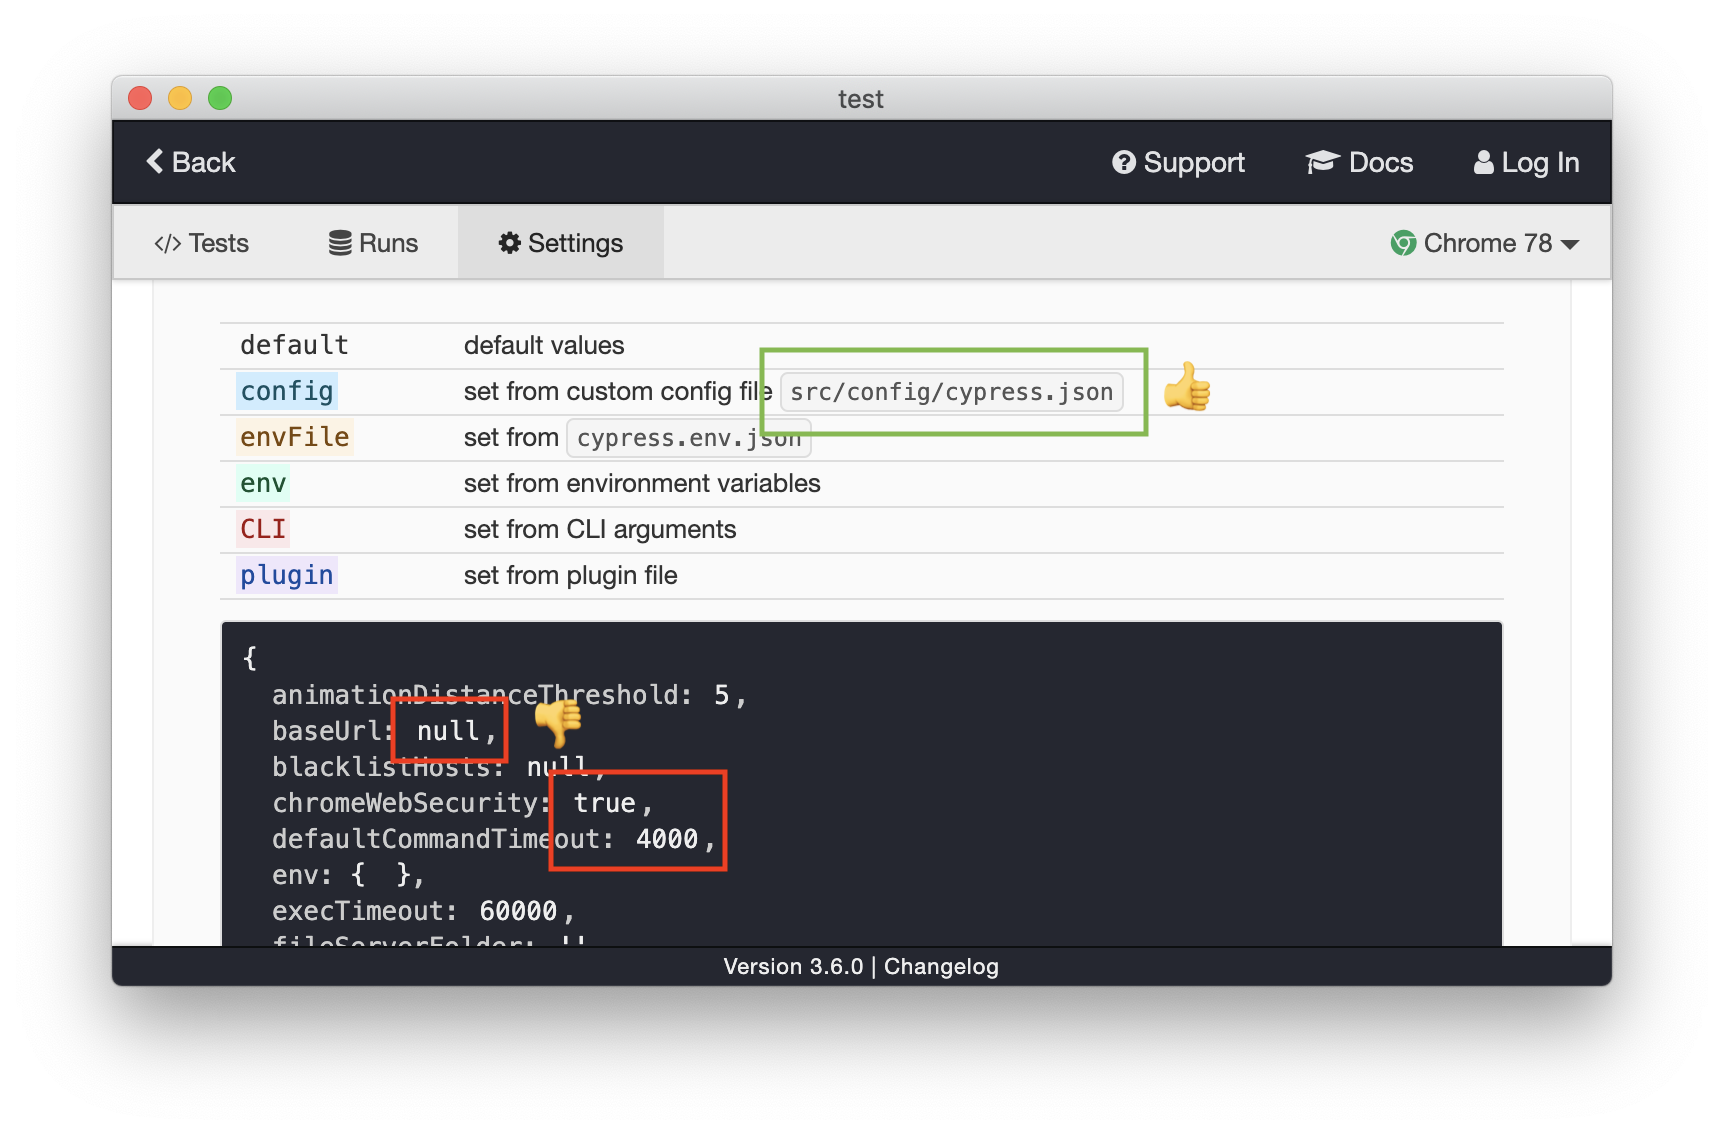 test
Back Support Docs Log In
</> Tests Runs Settings Chrome 78
default default values
config set from custom config file src/config/cypress.json
envFile set from cypress.env.json
env set from environment variables
CLI set from CLI arguments
plugin set from plugin file
{
animationDistanceThreshold: 5,
baseUrl: null,
blacklistHosts: null,
chromeWebSecurity: true,
defaultCommandTimeout: 4000,
env: { },
execTimeout: 60000,
fileServerFolder: ''
Version 3.6.0 | Changelog